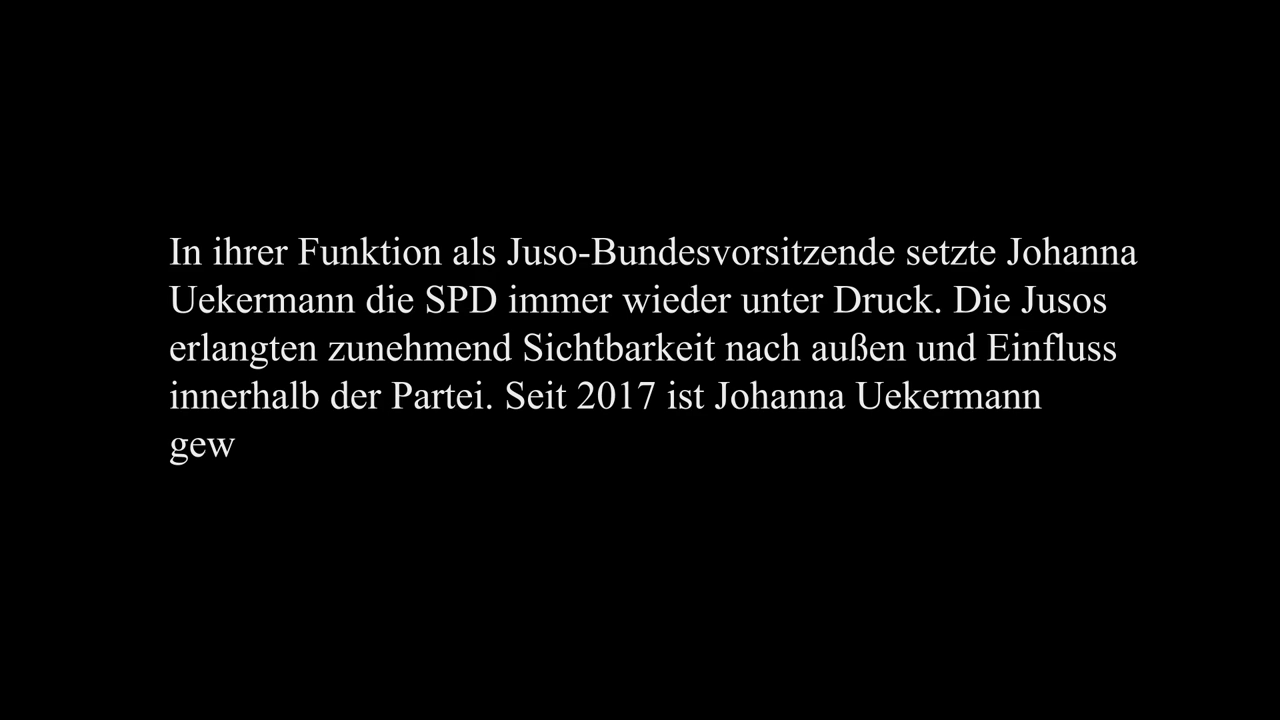 In ihrer Funktion als Juso-Bundesvorsitzende setzte Johanna
Uekermann die SPD immer wieder unter Druck. Die Jusos
erlangten zunehmend Sichtbarkeit nach außen und Einfluss
innerhalb der Partei. Seit 2017 ist Johanna Uekermann
gew